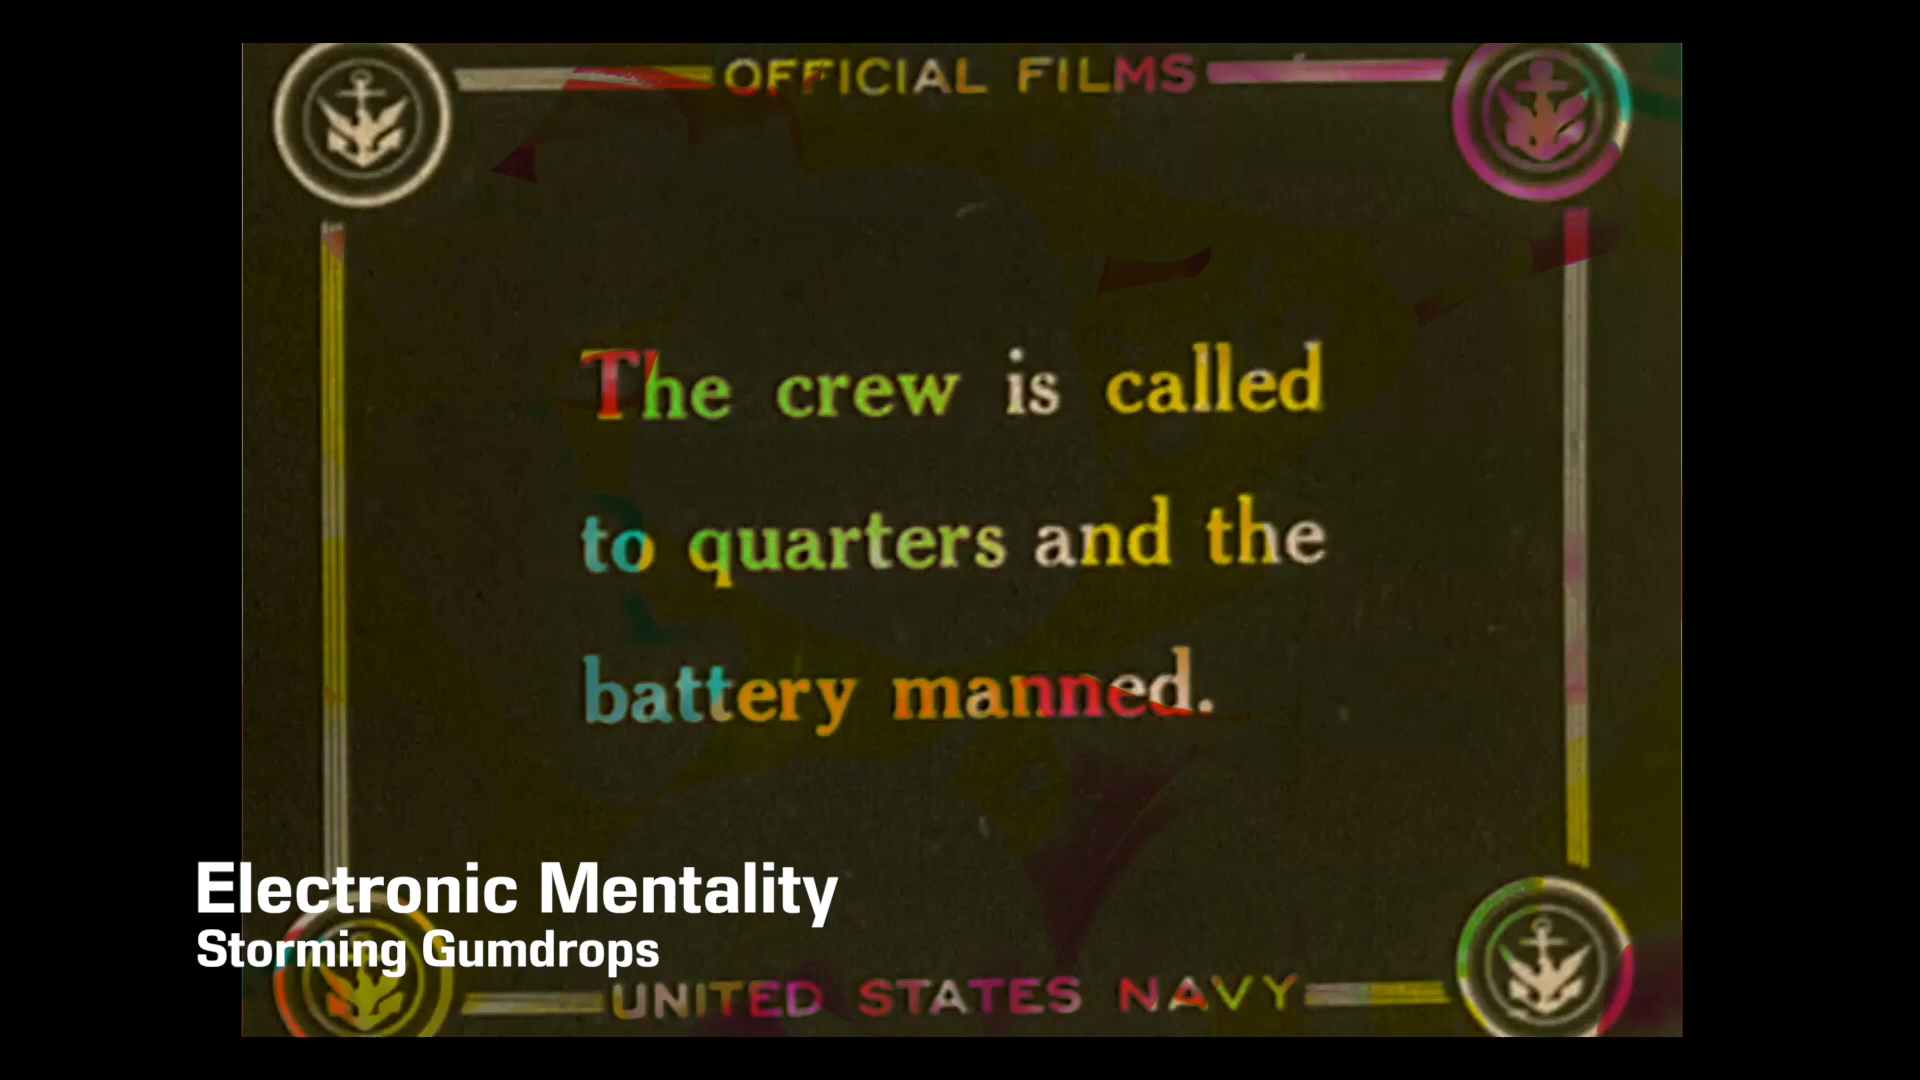 OFFICIAL FILMS
The crew is called
to quarters and the
battery manned.
Electronic Mentality
Storming Gumdrops
UNITED STATES NAVY